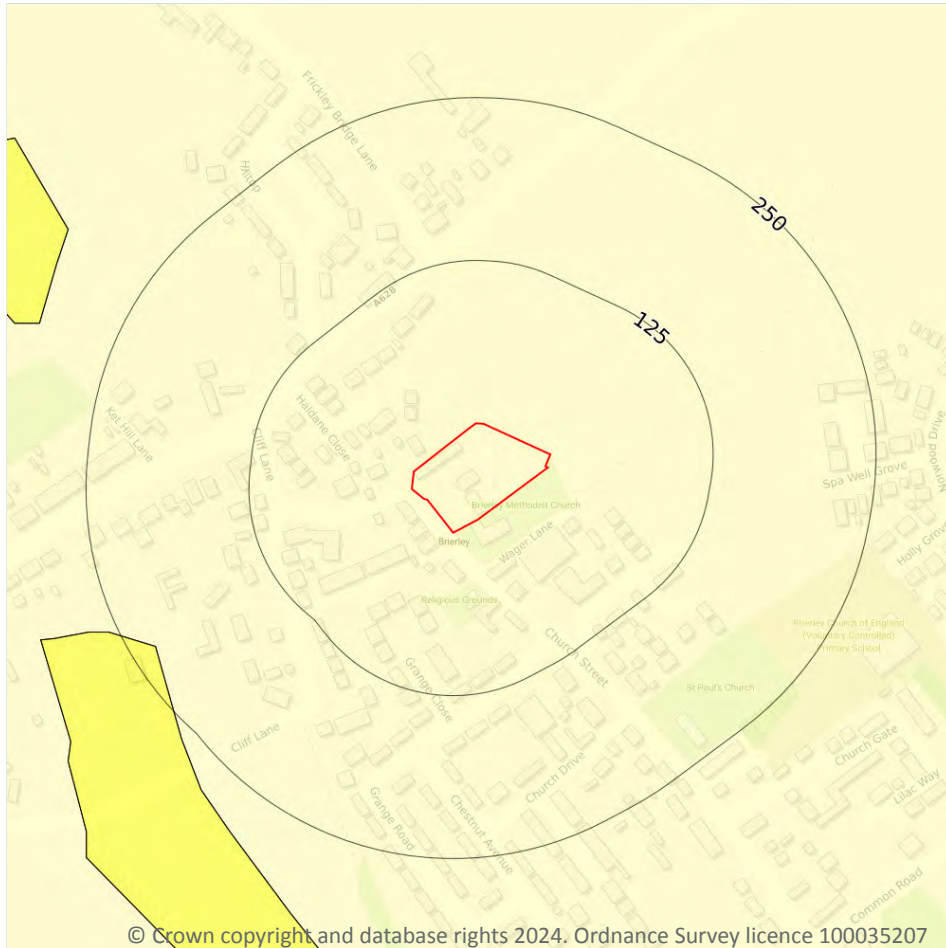 Frickley Bridge Lane
Hilltop
250
A628
125
Ket Hill Lane
Cliff Lane
Haldane Close
Spa Well Grove
Norwood Drive
Brierley Methodist Church
Brierley
Wager Lane
Holly Grove
Religious Grounds
Brierley Church of England
(Voluntary Controlled)
Primary School
Church Street
Grange Close
St Paul's Church
Cliff Lane
Church Gate
Church Drive
Lilac Way
Grange Road
Chestnut Avenue
Common Road
© Crown copyright and database rights 2024. Ordnance Survey licence 100035207